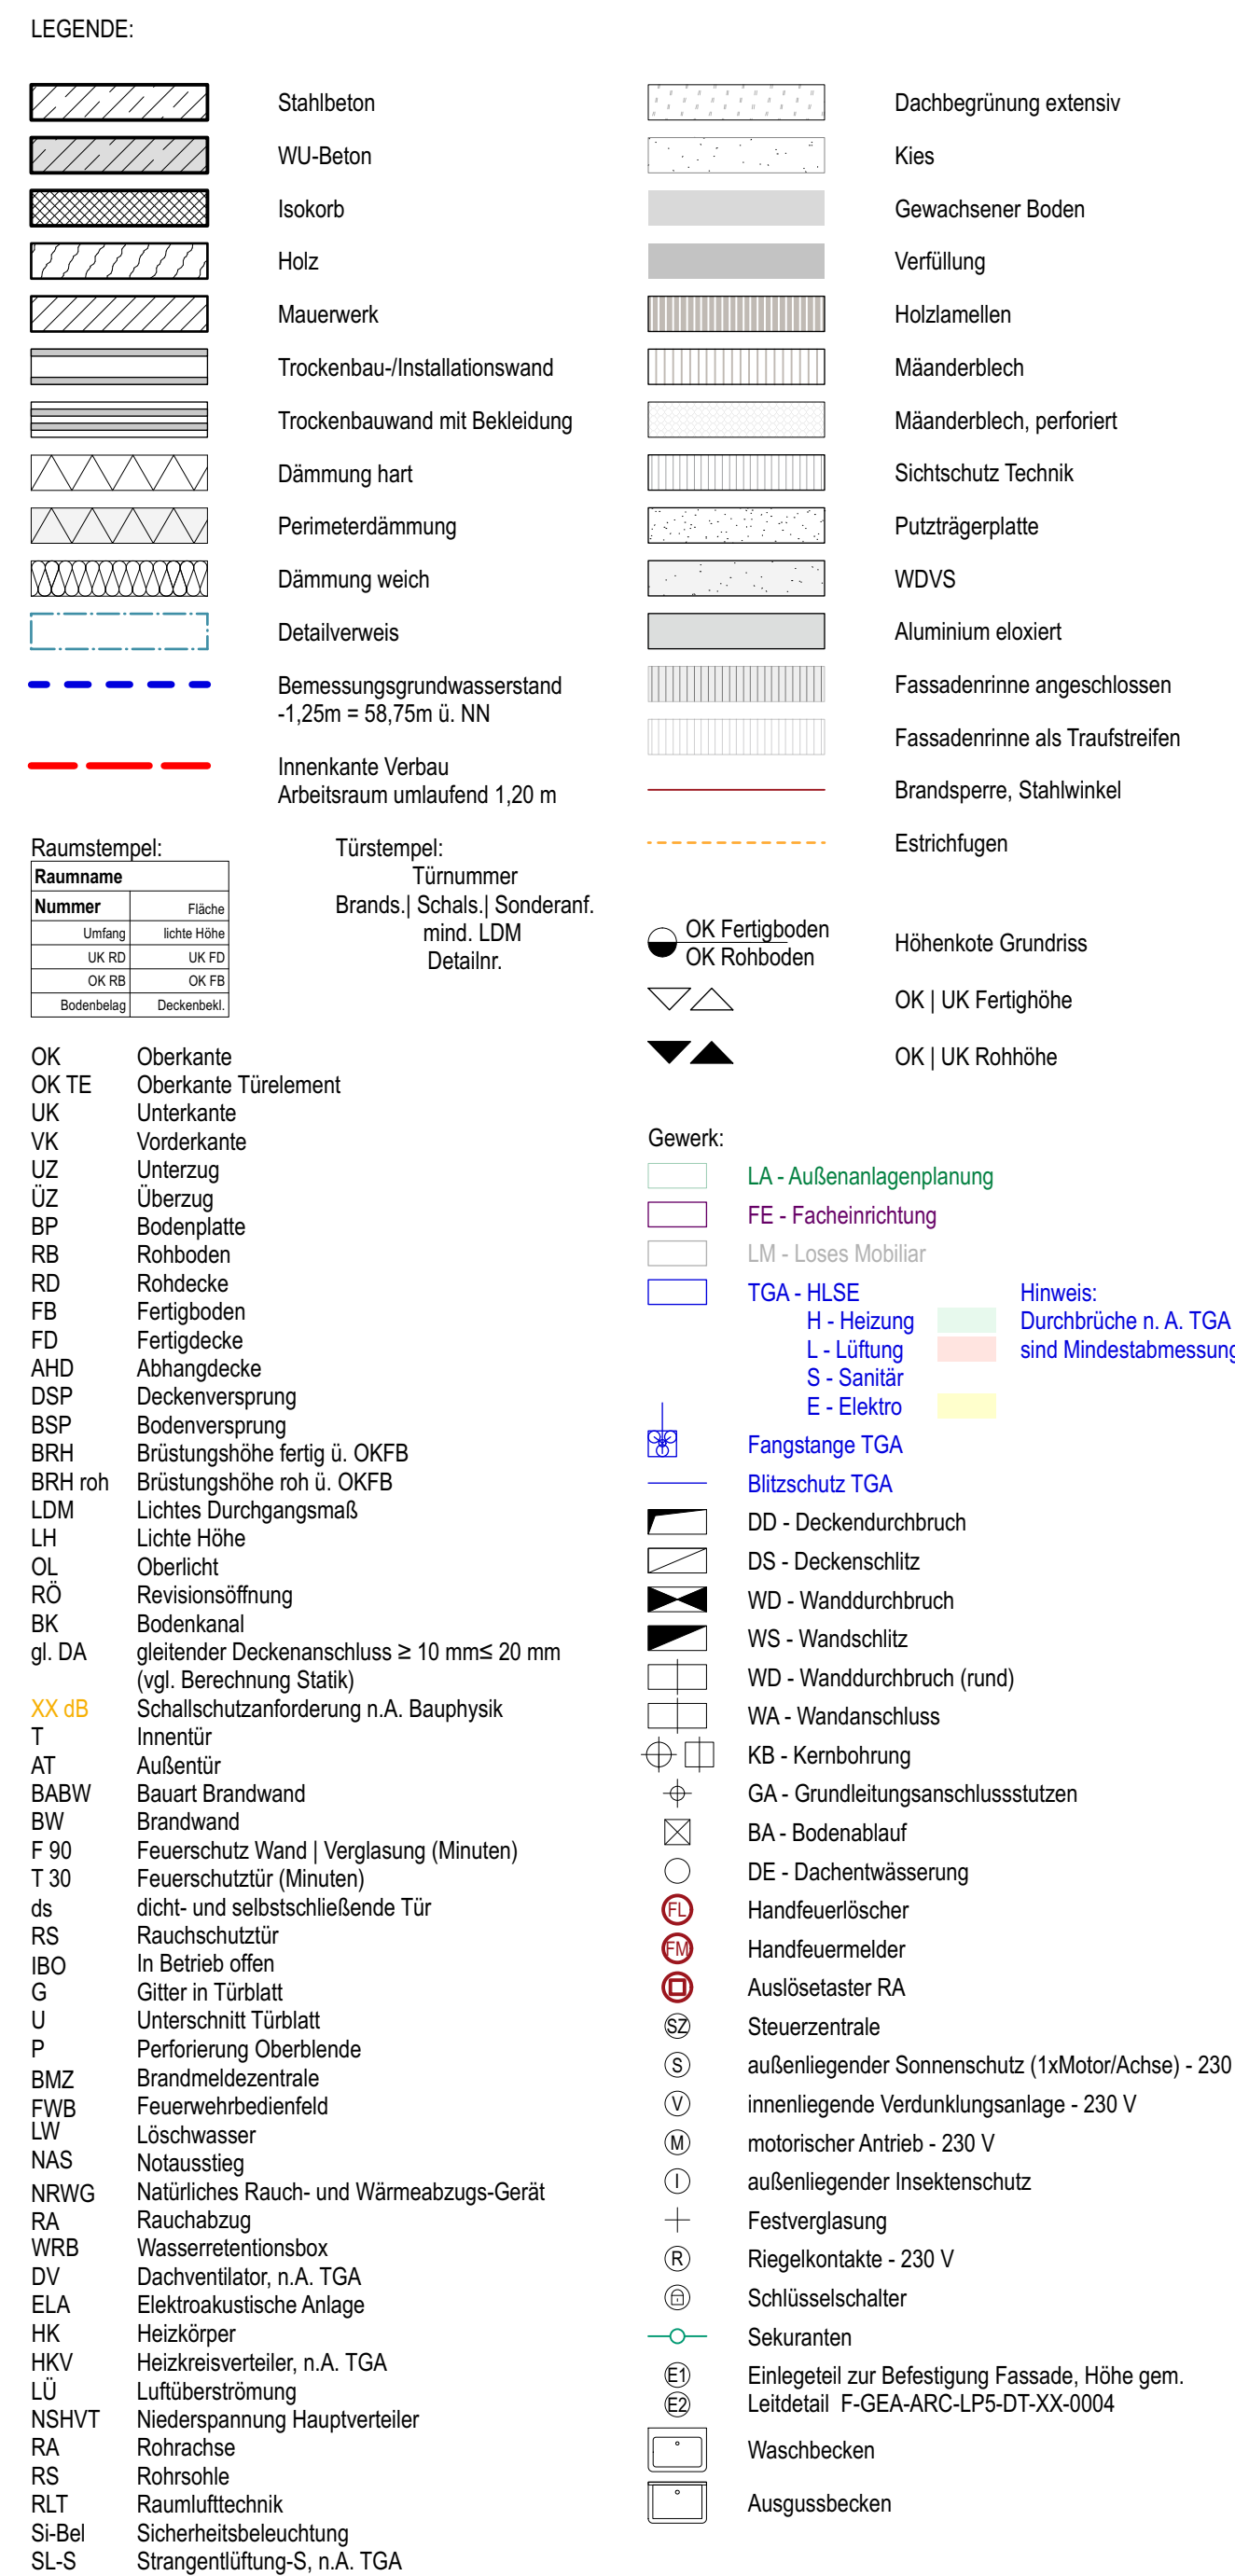 LEGENDE:
Stahlbeton
WU-Beton
Isokorb
Holz
Mauerwerk
Trockenbau-/Installationswand
Trockenbauwand mit Bekleidung
Dämmung hart
Perimeterdämmung
Dämmung weich
Detailverweis
Bemessungsgrundwasserstand
-1,25m = 58,75m ü. NN
Innenkante Verbau
Arbeitsraum umlaufend 1,20 m
Raumstempel:
Raumname
Nummer Fläche
Umfang lichte Höhe
UK RD UK FD
OK RB OK FB
Bodenbelag Deckenbekl.
Türstempel:
Türnummer
Brands.| Schals.| Sonderanf.
mind. LDM
Detailnr.
OK Oberkante
OK TE Oberkante Türelement
UK Unterkante
VK Vorderkante
UZ Unterzug
ÜZ Überzug
BP Bodenplatte
RB Rohboden
RD Rohdecke
FB Fertigboden
FD Fertigdecke
AHD Abhangdecke
DSP Deckenversprung
BSP Bodenversprung
BRH Brüstungshöhe fertig ü. OKFB
BRH roh Brüstungshöhe roh ü. OKFB
LDM Lichtes Durchgangsmaß
LH Lichte Höhe
OL Oberlicht
RÖ Revisionsöffnung
BK Bodenkanal
gl. DA gleitender Deckenanschluss ≥ 10 mm≤ 20 mm
(vgl. Berechnung Statik)
XX dB Schallschutzanforderung n.A. Bauphysik
T Innentür
AT Außentür
BABW Bauart Brandwand
BW Brandwand
F 90 Feuerschutz Wand | Verglasung (Minuten)
T 30 Feuerschutztür (Minuten)
ds dicht- und selbstschließende Tür
RS Rauchschutztür
IBO In Betrieb offen
G Gitter in Türblatt
U Unterschnitt Türblatt
P Perforierung Oberblende
BMZ Brandmeldezentrale
FWB Feuerwehrbedienfeld
LW Löschwasser
NAS Notausstieg
NRWG Natürliches Rauch- und Wärmeabzugs-Gerät
RA Rauchabzug
WRB Wasserretentionsbox
DV Dachventilator, n.A. TGA
ELA Elektroakustische Anlage
HK Heizkörper
HKV Heizkreisverteiler, n.A. TGA
LÜ Luftüberströmung
NSHVT Niederspannung Hauptverteiler
RA Rohrachse
RS Rohrsohle
RLT Raumlufttechnik
Si-Bel Sicherheitsbeleuchtung
SL-S Strangentlüftung-S, n.A. TGA
Dachbegrünung extensiv
Kies
Gewachsener Boden
Verfüllung
Holzlamellen
Mäanderblech
Mäanderblech, perforiert
Sichtschutz Technik
Putzträgerplatte
WDVS
Aluminium eloxiert
Fassadenrinne angeschlossen
Fassadenrinne als Traufstreifen
Brandsperre, Stahlwinkel
Estrichfugen
OK Fertigboden
OK Rohboden
Höhenkote Grundriss
OK | UK Fertighöhe
OK | UK Rohhöhe
Gewerk:
LA - Außenanlagenplanung
FE - Facheinrichtung
LM - Loses Mobiliar
TGA - HLSE
H - Heizung
L - Lüftung
S - Sanitär
E - Elektro
Hinweis:
Durchbrüche n. A. TGA
sind Mindestabmessung
Fangstange TGA
Blitzschutz TGA
DD - Deckendurchbruch
DS - Deckenschlitz
WD - Wanddurchbruch
WS - Wandschlitz
WD - Wanddurchbruch (rund)
WA - Wandanschluss
KB - Kernbohrung
GA - Grundleitungsanschlussstutzen
BA - Bodenablauf
DE - Dachentwässerung
FL Handfeuerlöscher
FM Handfeuermelder
Auslösetaster RA
SZ Steuerzentrale
S außenliegender Sonnenschutz (1xMotor/Achse) - 230
V innenliegende Verdunklungsanlage - 230 V
M motorischer Antrieb - 230 V
I außenliegender Insektenschutz
Festverglasung
R Riegelkontakte - 230 V
Schlüsselschalter
Sekuranten
E1 Einlegeteil zur Befestigung Fassade, Höhe gem.
E2 Leitdetail F-GEA-ARC-LP5-DT-XX-0004
Waschbecken
Ausgussbecken